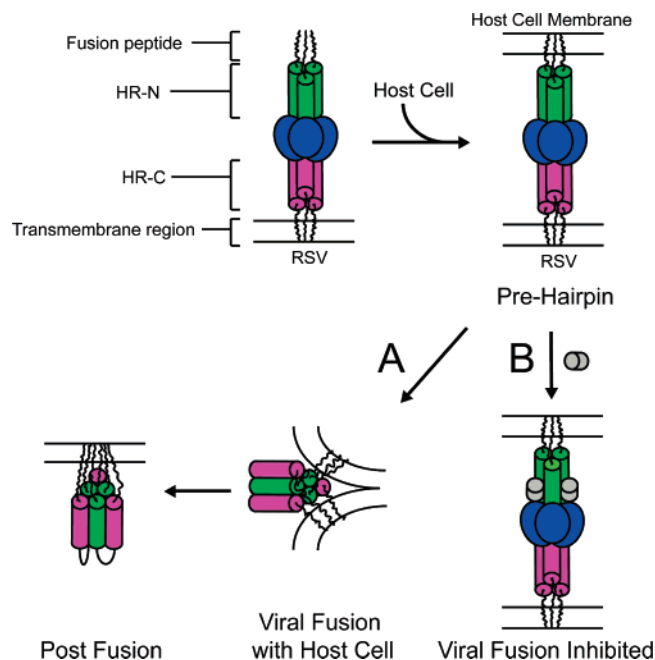 Host Cell Membrane
Fusion peptide
HR-N
Host Cell
HR-C
Transmembrane region
RSV
RSV
Pre-Hairpin
A
B
Post Fusion
Viral Fusion
with Host Cell
Viral Fusion Inhibited